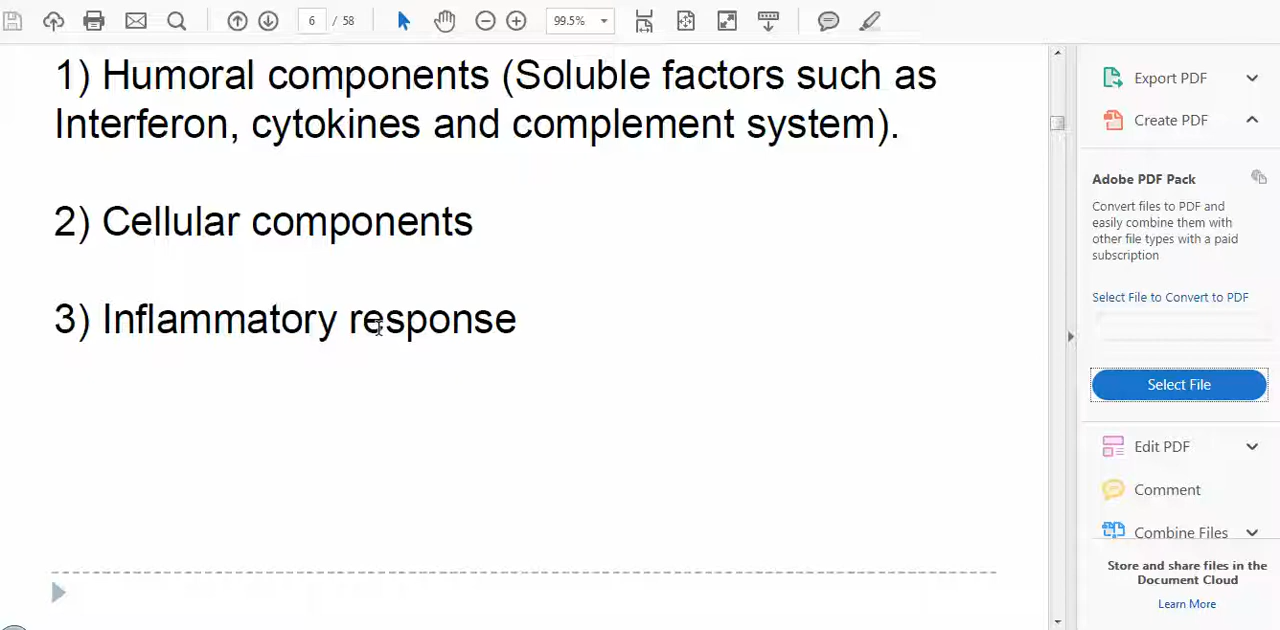 6 / 58
99.5%
1) Humoral components (Soluble factors such as
Interferon, cytokines and complement system).
2) Cellular components
3) Inflammatory response
Export PDF
Create PDF
Adobe PDF Pack
Convert files to PDF and
easily combine them with
other file types with a paid
subscription
Select File to Convert to PDF
Select File
Edit PDF
Comment
Combine Files
Store and share files in the
Document Cloud
Learn More